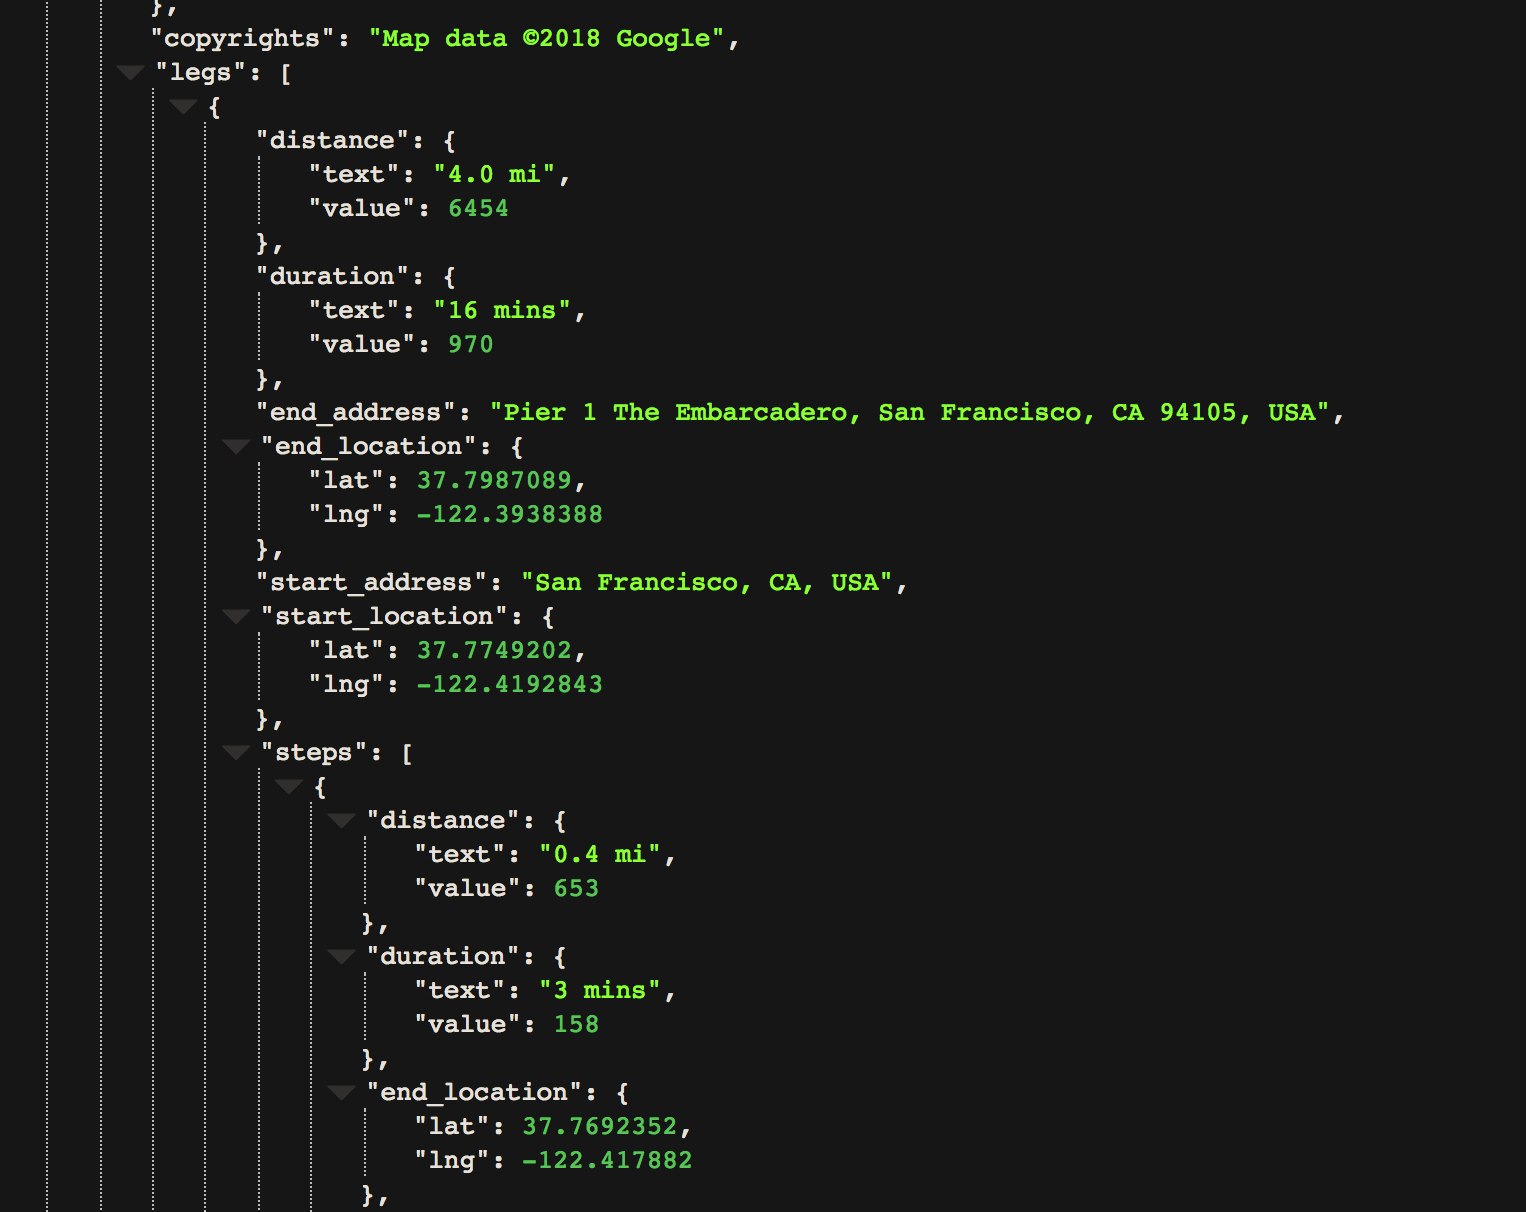 },
"copyrights": "Map data ©2018 Google",
"legs": [
{
"distance": {
"text": "4.0 mi",
"value": 6454
},
"duration": {
"text": "16 mins",
"value": 970
},
"end_address": "Pier 1 The Embarcadero, San Francisco, CA 94105, USA",
"end_location": {
"lat": 37.7987089,
"lng": -122.3938388
},
"start_address": "San Francisco, CA, USA",
"start_location": {
"lat": 37.7749202,
"lng": -122.4192843
},
"steps": [
{
"distance": {
"text": "0.4 mi",
"value": 653
},
"duration": {
"text": "3 mins",
"value": 158
},
"end_location": {
"lat": 37.7692352,
"lng": -122.417882
},